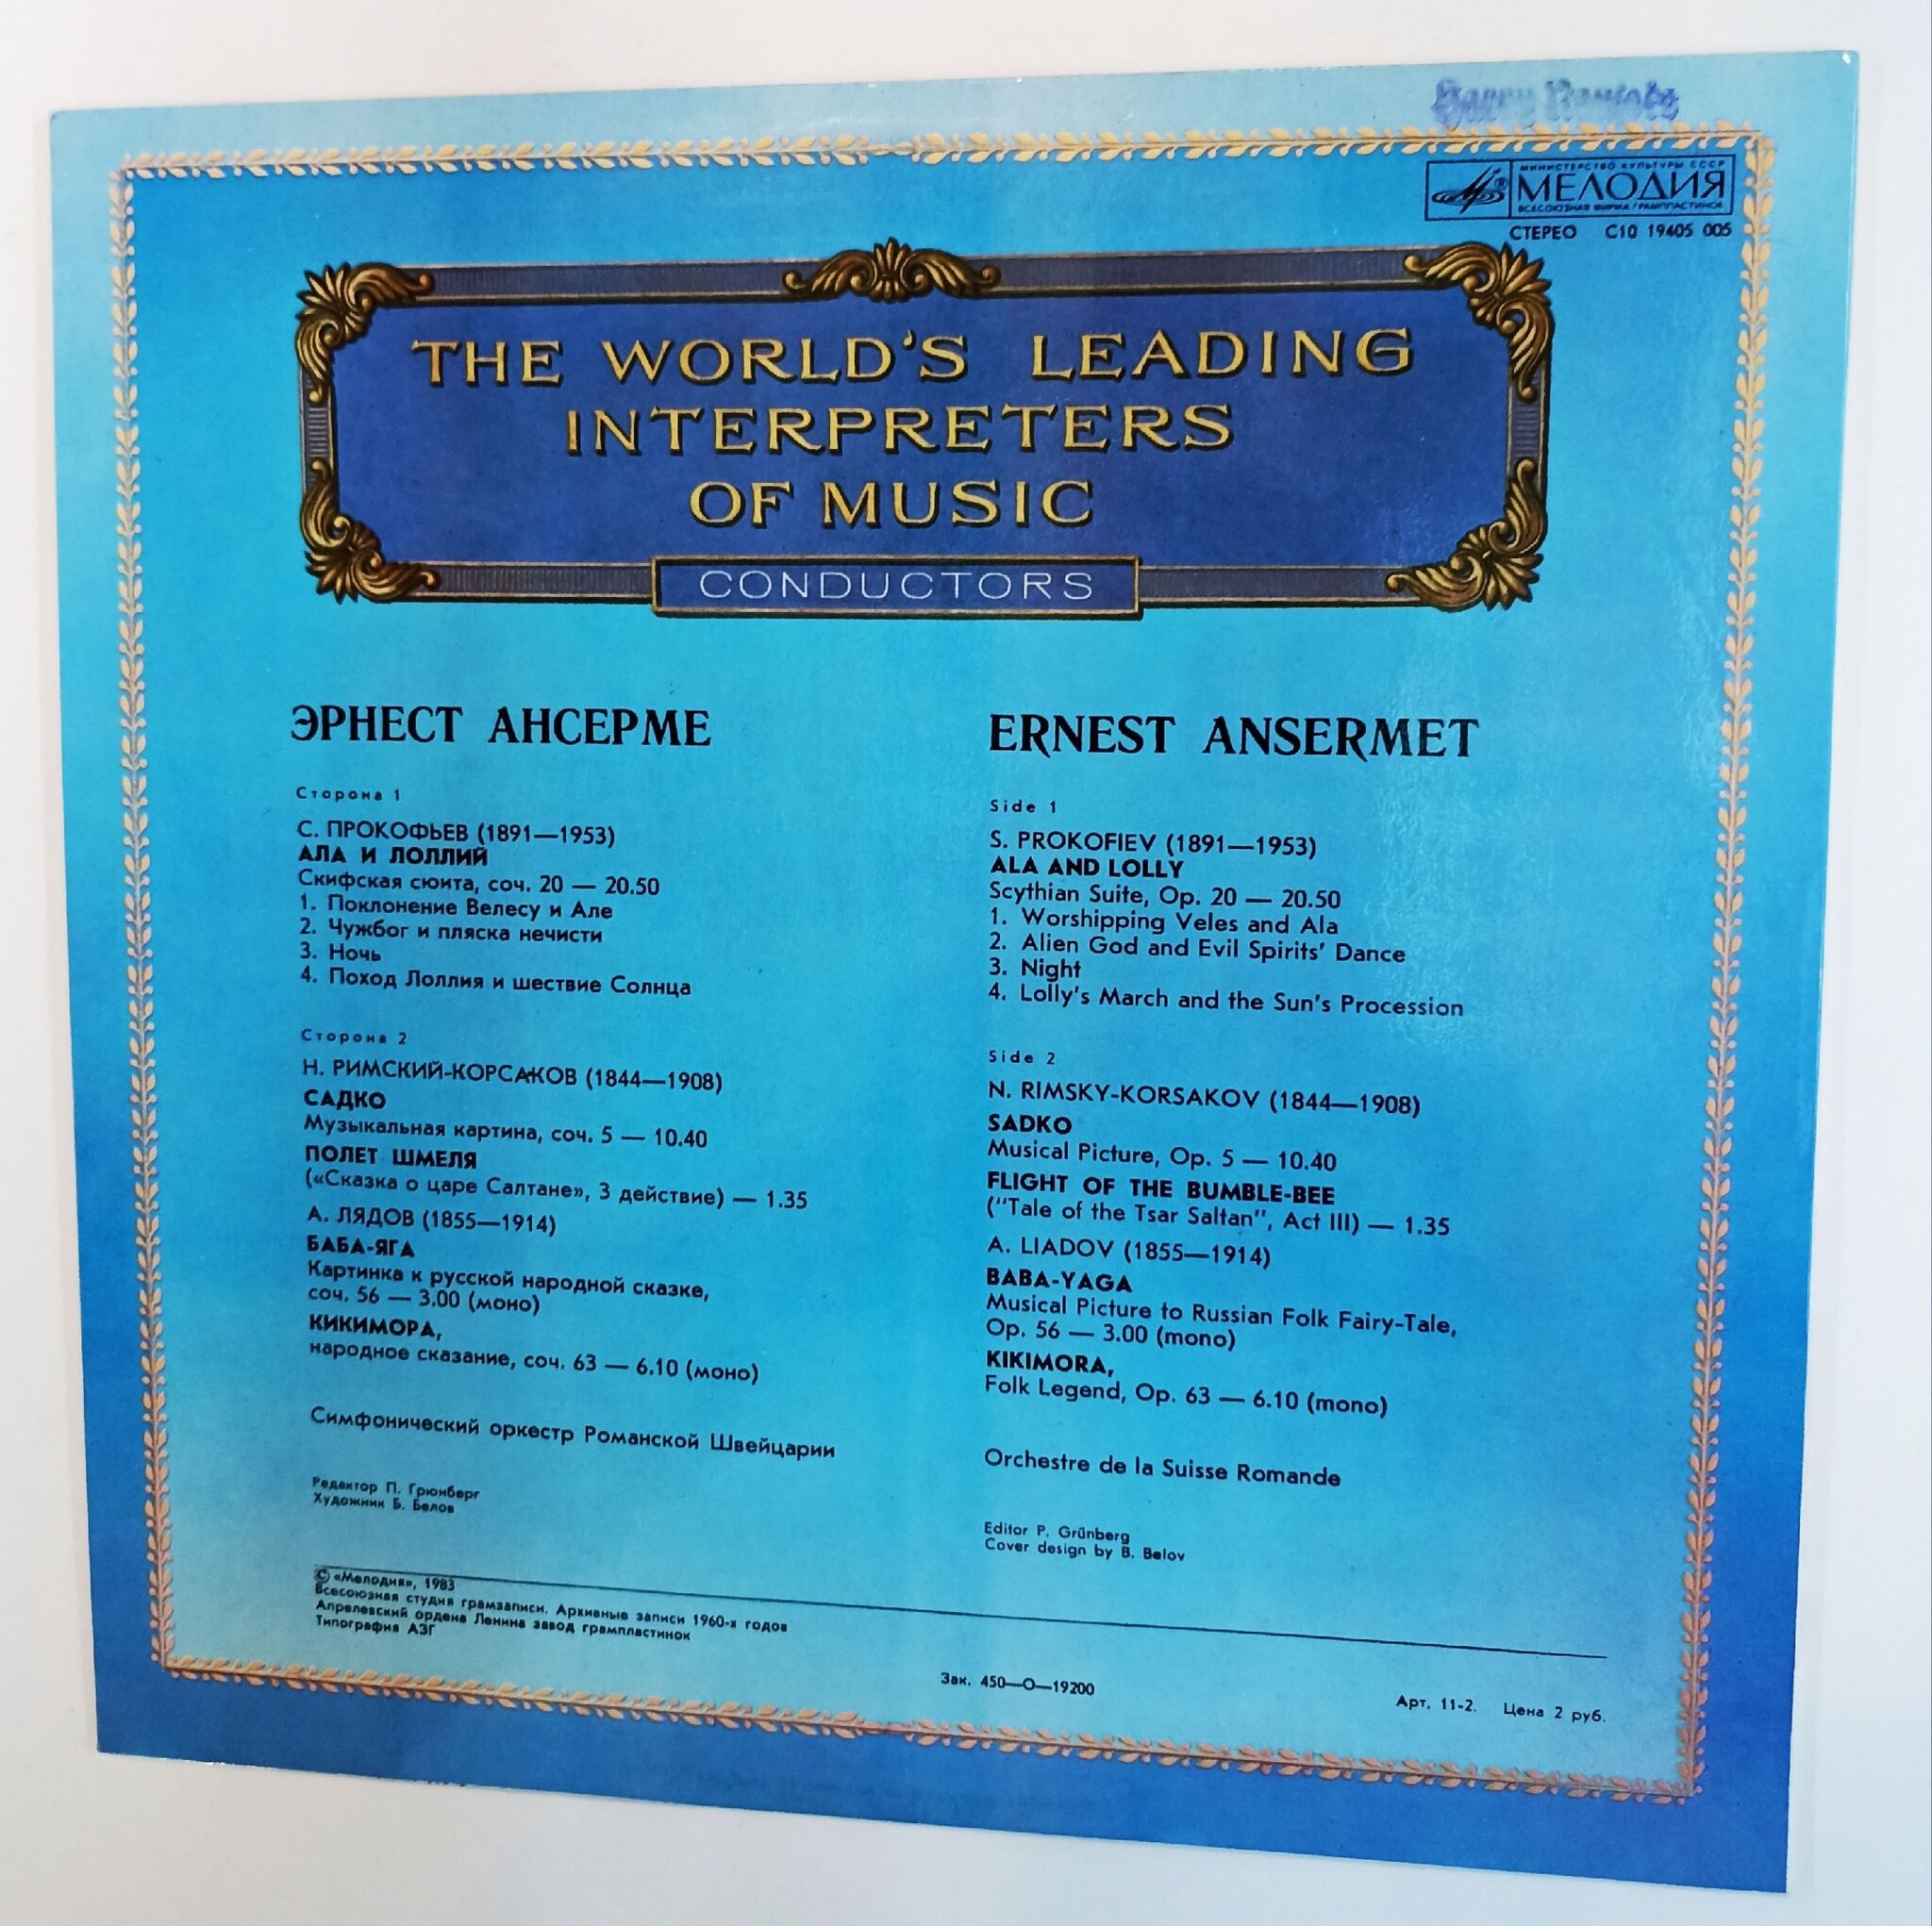 МИНИСТЕРСТВО КУЛЬТУРЫ СССР
МЕЛОДИЯ
ВСЕСОЮЗНАЯ ФИРМА ГРАМПЛАСТИНОК
СТЕРЕО С10 19405 005
THE WORLD'S LEADING
INTERPRETERS
OF MUSIC
CONDUCTORS
ЭРНЕСТ АНСЕРМЕ
Сторона 1
С. ПРОКОФЬЕВ (1891—1953)
АЛА И ЛОЛЛИЙ
Скифская сюита, соч. 20 — 20.50
1. Поклонение Велесу и Але
2. Чужбог и пляска нечисти
3. Ночь
4. Поход Лоллия и шествие Солнца
Сторона 2
Н. РИМСКИЙ-КОРСАКОВ (1844—1908)
САДКО
Музыкальная картина, соч. 5 — 10.40
ПОЛЕТ ШМЕЛЯ
(«Сказка о царе Салтане», 3 действие) — 1.35
А. ЛЯДОВ (1855—1914)
БАБА-ЯГА
Картинка к русской народной сказке,
соч. 56 — 3.00 (моно)
КИКИМОРА,
народное сказание, соч. 63 — 6.10 (моно)
Симфонический оркестр Романской Швейцарии
Редактор П. Грюнберг
Художник Б. Белов
ERNEST ANSERMET
Side 1
S. PROKOFIEV (1891—1953)
ALA AND LOLLY
Scythian Suite, Op. 20 — 20.50
1. Worshipping Veles and Ala
2. Alien God and Evil Spirits' Dance
3. Night
4. Lolly's March and the Sun's Procession
Side 2
N. RIMSKY-KORSAKOV (1844—1908)
SADKO
Musical Picture, Op. 5 — 10.40
FLIGHT OF THE BUMBLE-BEE
("Tale of the Tsar Saltan", Act III) — 1.35
A. LIADOV (1855—1914)
BABA-YAGA
Musical Picture to Russian Folk Fairy-Tale,
Op. 56 — 3.00 (mono)
KIKIMORA,
Folk Legend, Op. 63 — 6.10 (mono)
Orchestre de la Suisse Romande
Editor P. Grünberg
Cover design by B. Belov
© «Мелодия», 1983
Всесоюзная студия грамзаписи. Архивные записи 1960-х годов
Апрелевский ордена Ленина завод грампластинок
Типография АЗГ
Зак. 450—О—19200
Арт. 11-2. Цена 2 руб.